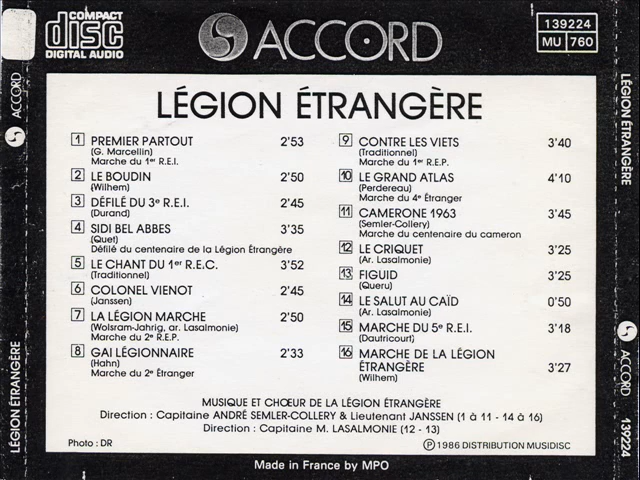 COMPACT
disc
DIGITAL AUDIO
ACCORD
139224
MU 760
LÉGION ÉTRANGÈRE
1 PREMIER PARTOUT 2'53
(G. Marcellin)
Marche du 1er R.E.I.
2 LE BOUDIN 2'50
(Wilhem)
3 DÉFILÉ DU 3e R.E.I. 2'45
(Durand)
4 SIDI BEL ABBES 3'35
(Quet)
Défilé du centenaire de la Légion Étrangère
5 LE CHANT DU 1er R.E.C. 3'52
(Traditionnel)
6 COLONEL VIENOT 2'45
(Janssen)
7 LA LÉGION MARCHE 2'50
(Wolsram-Jahrig, ar. Lasalmonie)
Marche du 2e R.E.P.
8 GAI LÉGIONNAIRE 2'33
(Hahn)
Marche du 2e Étranger
9 CONTRE LES VIETS 3'40
(Traditionnel)
Marche du 1er R.E.P.
10 LE GRAND ATLAS 4'10
(Perdereau)
Marche du 4e Étranger
11 CAMERONE 1963 3'45
(Semler-Collery)
Marche du centenaire du cameron
12 LE CRIQUET 3'25
(Ar. Lasalmonie)
13 FIGUID 3'25
(Queru)
14 LE SALUT AU CAÏD 0'50
(Ar. Lasalmonie)
15 MARCHE DU 5e R.E.I. 3'18
(Dautricourt)
16 MARCHE DE LA LÉGION
ÉTRANGÈRE 3'27
(Wilhem)
MUSIQUE ET CHŒUR DE LA LÉGION ÉTRANGÈRE
Direction : Capitaine ANDRÉ SEMLER-COLLERY & Lieutenant JANSSEN (1 à 11 - 14 à 16)
Direction : Capitaine M. LASALMONIE (12 - 13)
Photo : DR
Ⓟ 1986 DISTRIBUTION MUSIDISC
Made in France by MPO
ACCORD
LÉGION ÉTRANGÈRE
LÉGION ÉTRANGÈRE
ACCORD
139224